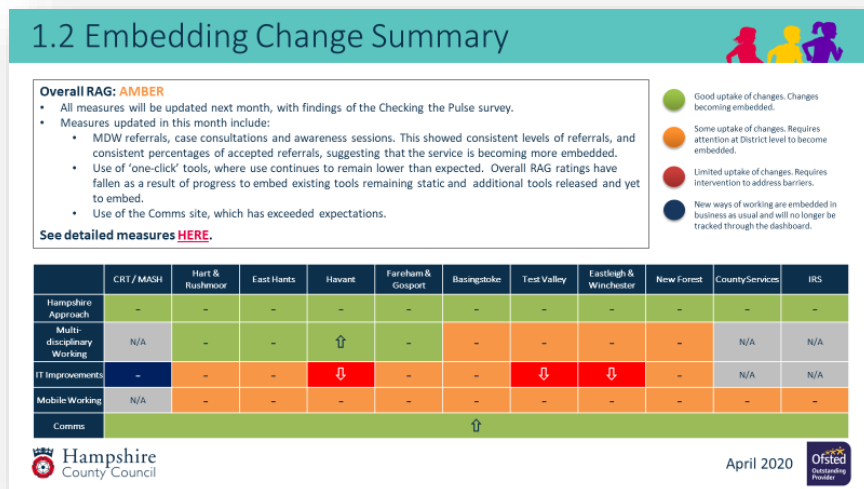 1.2 Embedding Change Summary
Overall RAG: AMBER
• All measures will be updated next month, with findings of the Checking the Pulse survey.
• Measures updated in this month include:
• MDW referrals, case consultations and awareness sessions. This showed consistent levels of referrals, and
consistent percentages of accepted referrals, suggesting that the service is becoming more embedded.
• Use of ‘one-click’ tools, where use continues to remain lower than expected. Overall RAG ratings have
fallen as a result of progress to embed existing tools remaining static and additional tools released and yet
to embed.
• Use of the Comms site, which has exceeded expectations.
See detailed measures HERE.
Good uptake of changes. Changes
becoming embedded.
Some uptake of changes. Requires
attention at District level to become
embedded.
Limited uptake of changes. Requires
intervention to address barriers.
New ways of working are embedded in
business as usual and will no longer be
tracked through the dashboard.
CRT / MASH Hart & Rushmoor East Hants Havant Fareham & Gosport Basingstoke Test Valley Eastleigh & Winchester New Forest County Services IRS
Hampshire Approach - - - - - - - - - - -
Multi-disciplinary Working N/A - - ⇧ - - - - - N/A N/A
IT Improvements - - - ⇩ - - ⇩ ⇩ - N/A N/A
Mobile Working N/A - - - - - - - - - -
Comms ⇧
Hampshire
County Council
April 2020
Ofsted
Outstanding
Provider